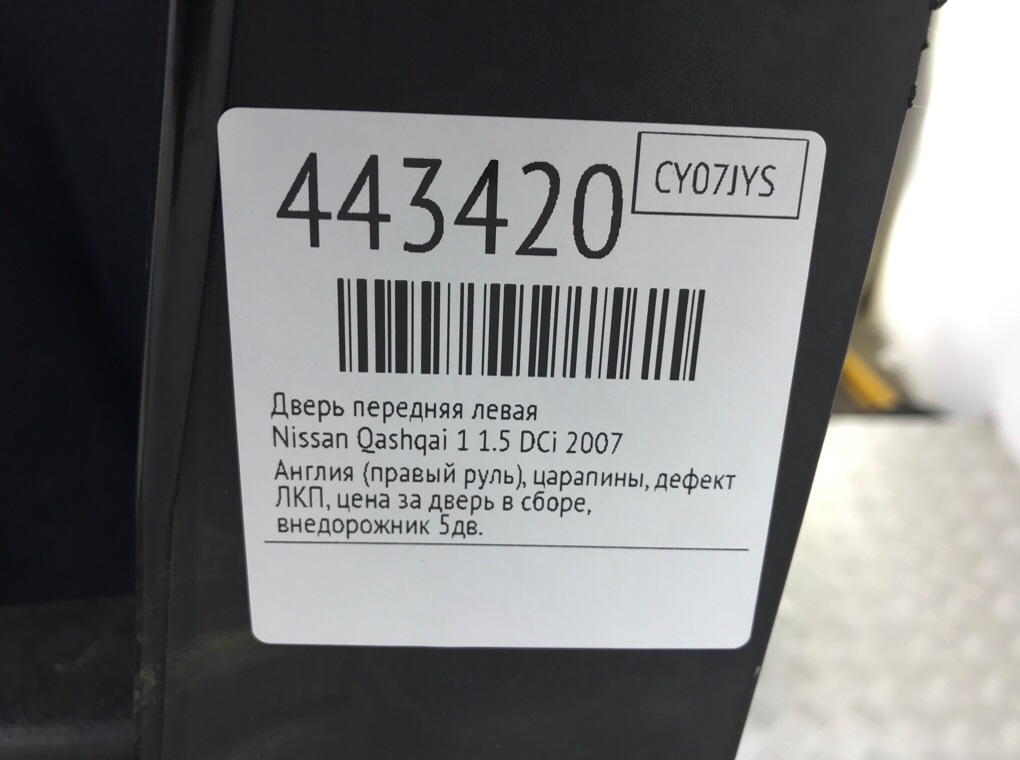 443420
CY07JYS
Дверь передняя левая
Nissan Qashqai 1 1.5 DCi 2007
Англия (правый руль), царапины, дефект
ЛКП, цена за дверь в сборе,
внедорожник 5дв.